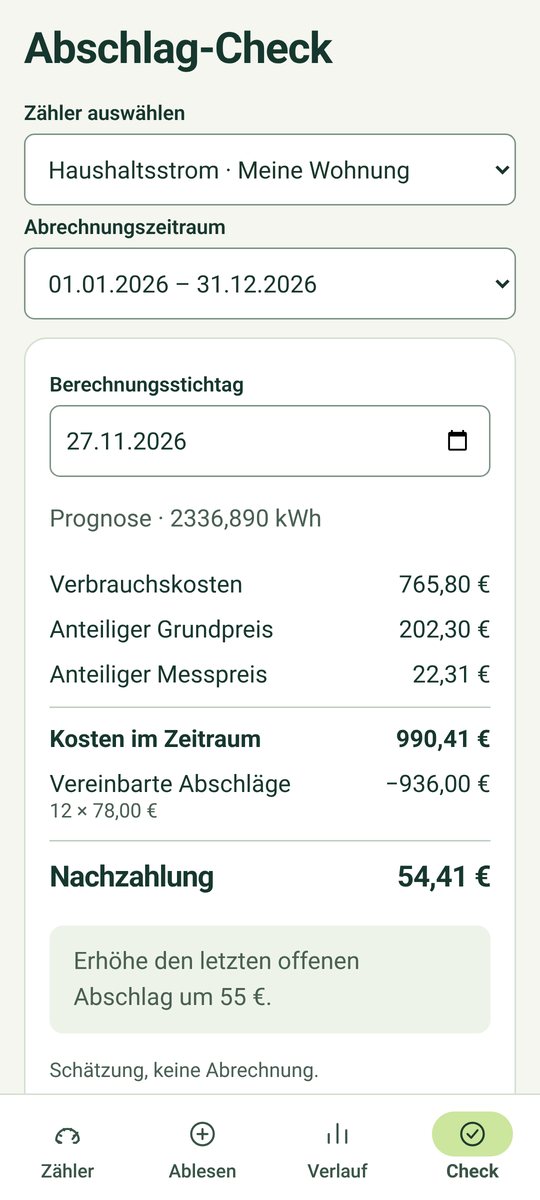 Abschlag-Check
Zähler auswählen
Haushaltsstrom · Meine Wohnung
Abrechnungszeitraum
01.01.2026 – 31.12.2026
Berechnungsstichtag
27.11.2026
Prognose · 2336,890 kWh
Verbrauchskosten 765,80 €
Anteiliger Grundpreis 202,30 €
Anteiliger Messpreis 22,31 €
Kosten im Zeitraum 990,41 €
Vereinbarte Abschläge −936,00 €
12 × 78,00 €
Nachzahlung 54,41 €
Erhöhe den letzten offenen
Abschlag um 55 €.
Schätzung, keine Abrechnung.
Zähler Ablesen Verlauf Check